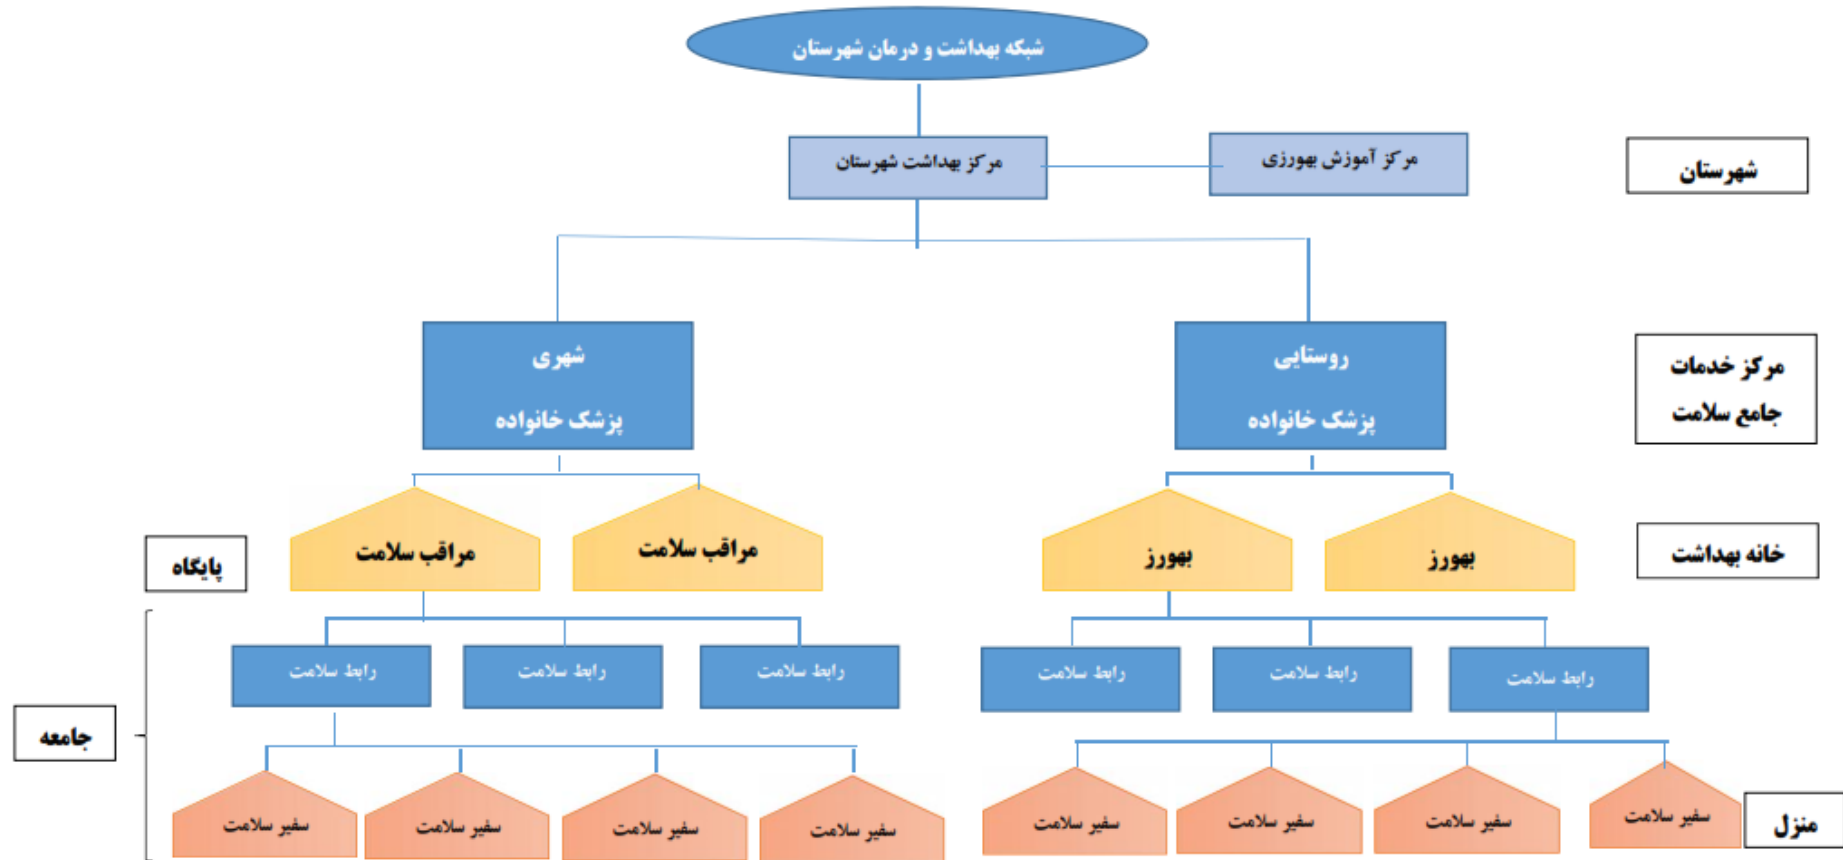 شبکه بهداشت و درمان شهرستان
شهرستان
مرکز آموزش بهورزی
مرکز بهداشت شهرستان
مرکز خدمات
جامع سلامت
روستایی
پزشک خانواده
شهری
پزشک خانواده
خانه بهداشت
بهورز
بهورز
مراقب سلامت
مراقب سلامت
پایگاه
رابط سلامت
رابط سلامت
رابط سلامت
رابط سلامت
رابط سلامت
رابط سلامت
جامعه
منزل
سفیر سلامت
سفیر سلامت
سفیر سلامت
سفیر سلامت
سفیر سلامت
سفیر سلامت
سفیر سلامت
سفیر سلامت